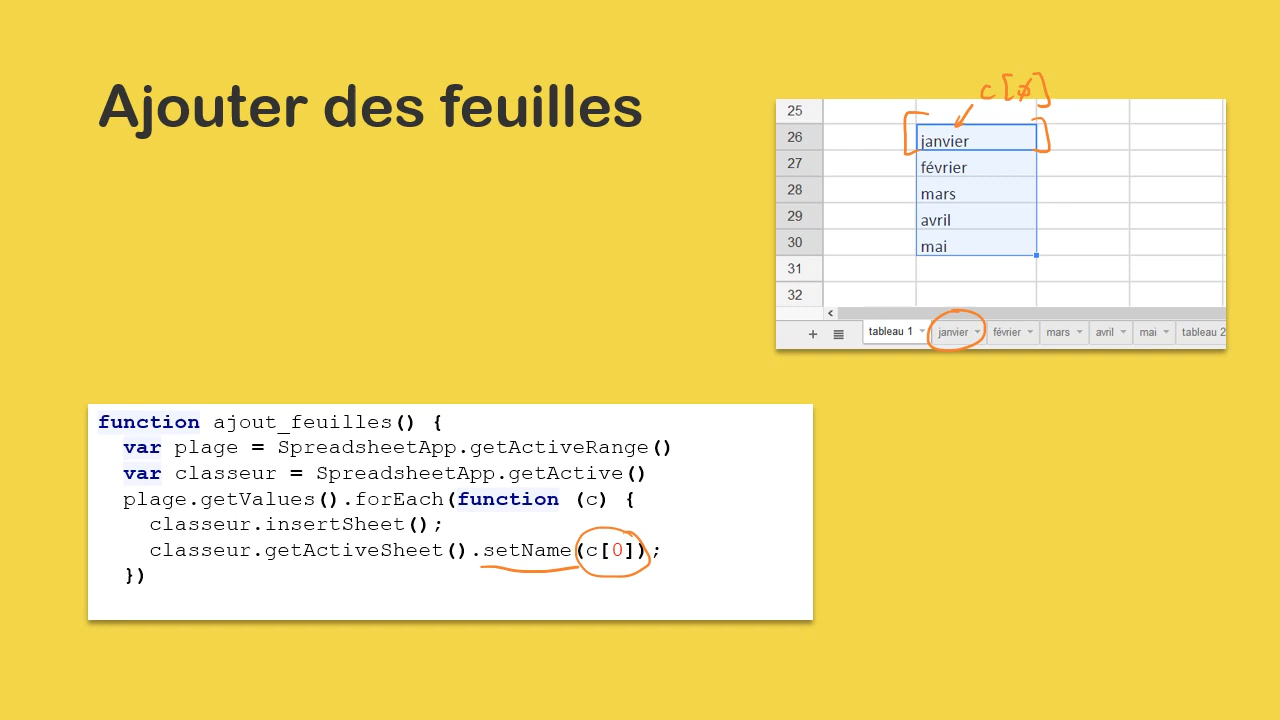 Ajouter des feuilles
c[0]
25
26 janvier
27 février
28 mars
29 avril
30 mai
31
32
tableau 1 janvier février mars avril mai tableau 2
function ajout_feuilles() {
var plage = SpreadsheetApp.getActiveRange()
var classeur = SpreadsheetApp.getActive()
plage.getValues().forEach(function (c) {
classeur.insertSheet();
classeur.getActiveSheet().setName(c[0]);
})